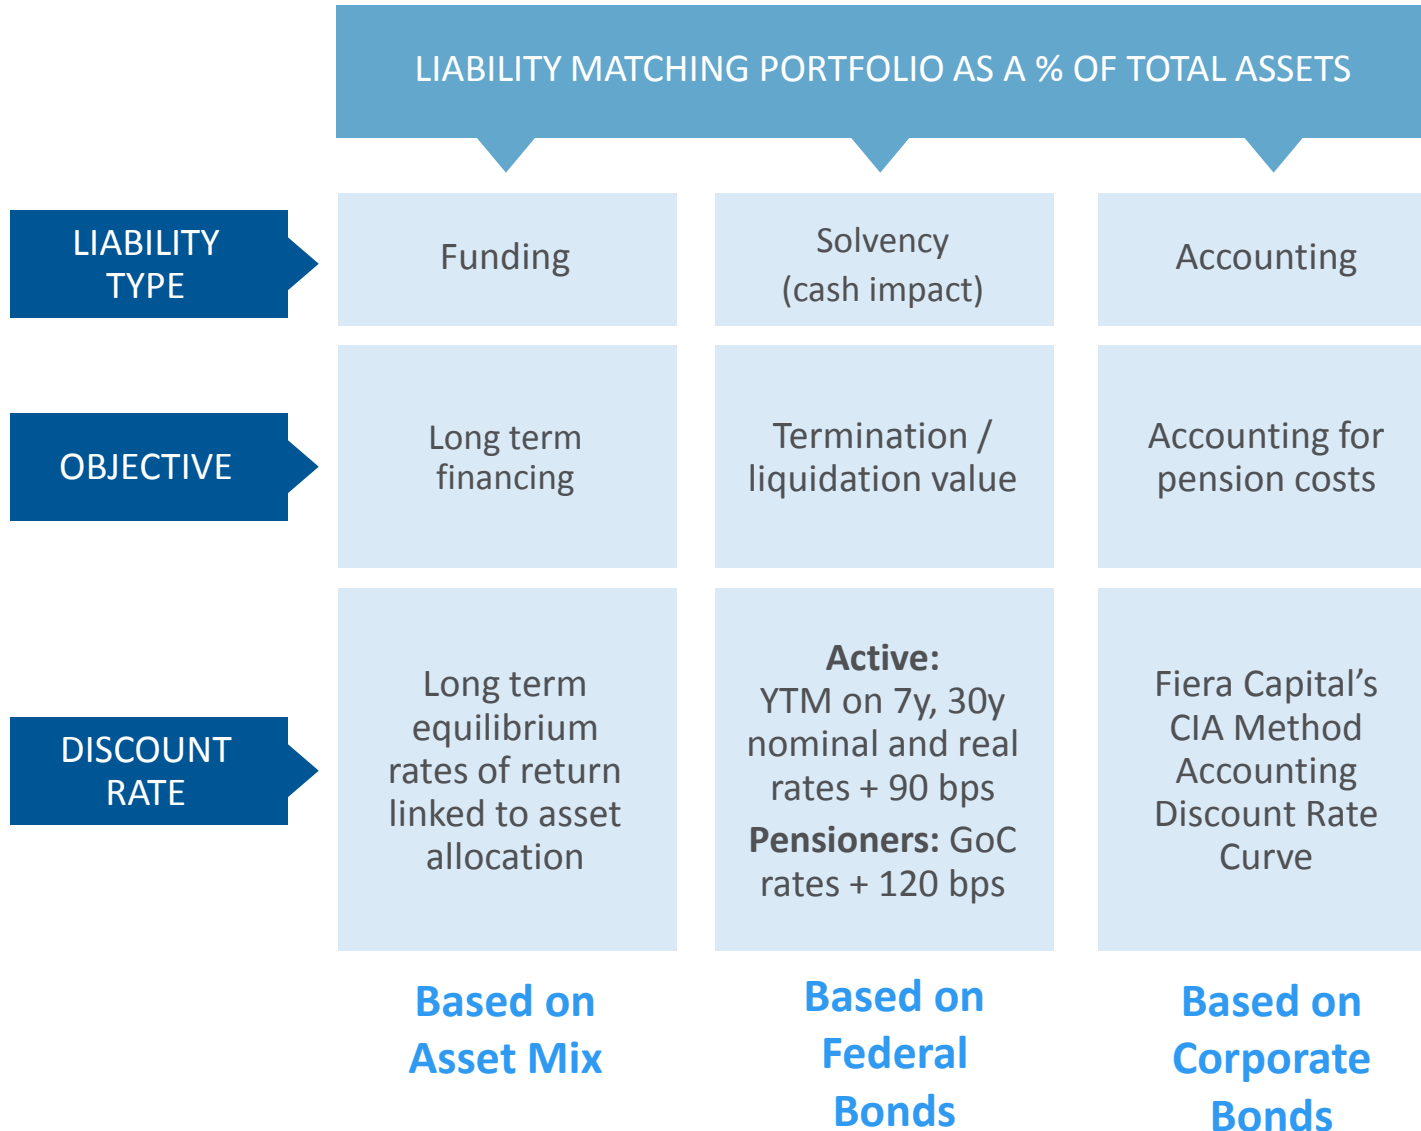 LIABILITY MATCHING PORTFOLIO AS A % OF TOTAL ASSETS
LIABILITY
TYPE
Funding
Solvency
(cash impact)
Accounting
OBJECTIVE
Long term
financing
Termination /
liquidation value
Accounting for
pension costs
DISCOUNT
RATE
Long term
equilibrium
rates of return
linked to asset
allocation
Active:
YTM on 7y, 30y
nominal and real
rates + 90 bps
Pensioners: GoC
rates + 120 bps
Fiera Capital’s
CIA Method
Accounting
Discount Rate
Curve
Based on
Asset Mix
Based on
Federal
Bonds
Based on
Corporate
Bonds